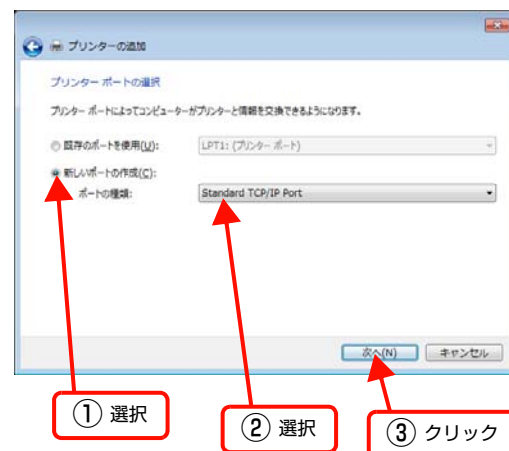 プリンターの追加
プリンター ポートの選択
プリンター ポートによってコンピューターがプリンターと情報を交換できるようになります。
既存のポートを使用(U): LPT1: (プリンター ポート)
新しいポートの作成(C):
ポートの種類: Standard TCP/IP Port
次へ(N) キャンセル
① 選択
② 選択
③ クリック